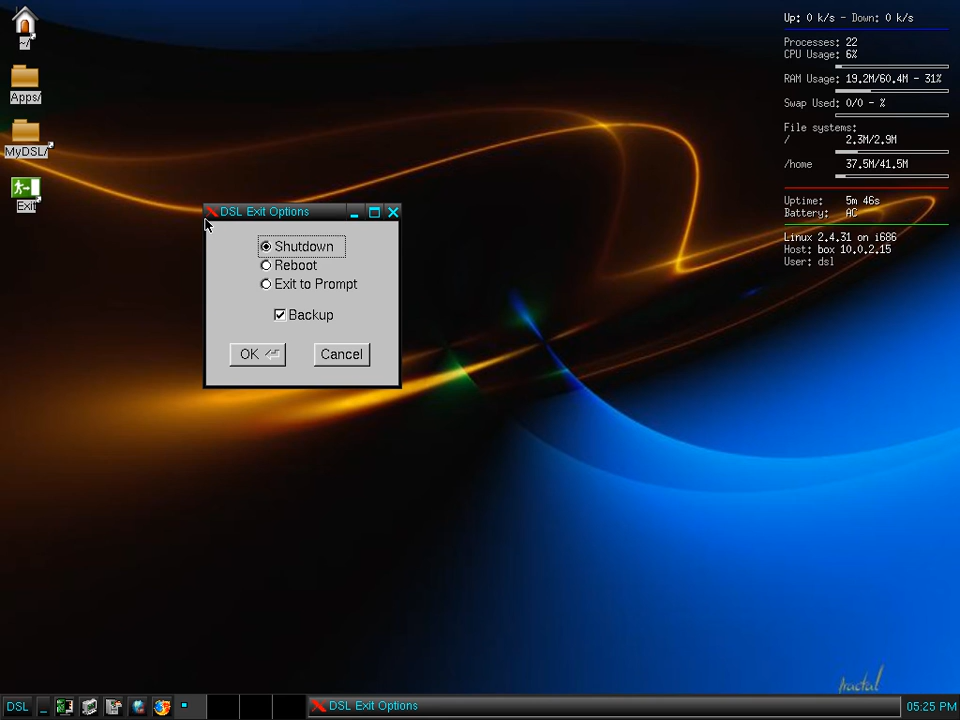 ~/
Apps/
MyDSL/
Exit
DSL Exit Options
Shutdown
Reboot
Exit to Prompt
Backup
OK
Cancel
Up: 0 k/s - Down: 0 k/s
Processes: 22
CPU Usage: 6%
RAM Usage: 19.2M/60.4M - 31%
Swap Used: 0/0 - %
File systems:
/ 2.3M/2.9M
/home 37.5M/41.5M
Uptime: 5m 46s
Battery: AC
Linux 2.4.31 on i686
Host: box 10.0.2.15
User: dsl
fractal
DSL
DSL Exit Options
05:25 PM